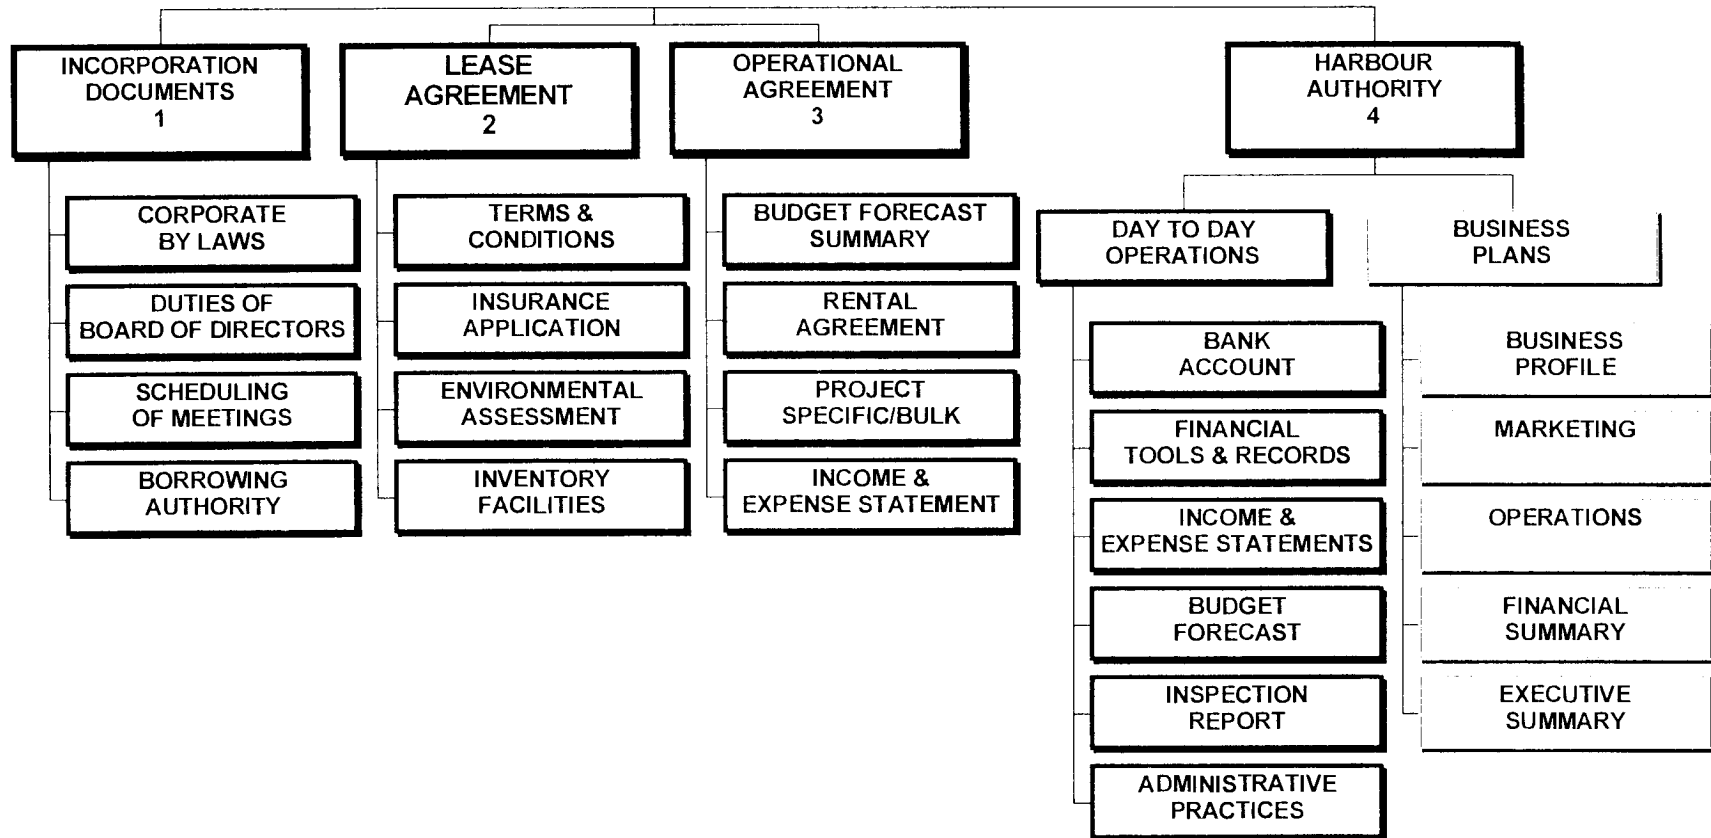 INCORPORATION
DOCUMENTS
1
LEASE
AGREEMENT
2
OPERATIONAL
AGREEMENT
3
HARBOUR
AUTHORITY
4
CORPORATE
BY LAWS
DUTIES OF
BOARD OF DIRECTORS
SCHEDULING
OF MEETINGS
BORROWING
AUTHORITY
TERMS &
CONDITIONS
INSURANCE
APPLICATION
ENVIRONMENTAL
ASSESSMENT
INVENTORY
FACILITIES
BUDGET FORECAST
SUMMARY
RENTAL
AGREEMENT
PROJECT
SPECIFIC/BULK
INCOME &
EXPENSE STATEMENT
DAY TO DAY
OPERATIONS
BANK
ACCOUNT
FINANCIAL
TOOLS & RECORDS
INCOME &
EXPENSE STATEMENTS
BUDGET
FORECAST
INSPECTION
REPORT
ADMINISTRATIVE
PRACTICES
BUSINESS
PLANS
BUSINESS
PROFILE
MARKETING
OPERATIONS
FINANCIAL
SUMMARY
EXECUTIVE
SUMMARY